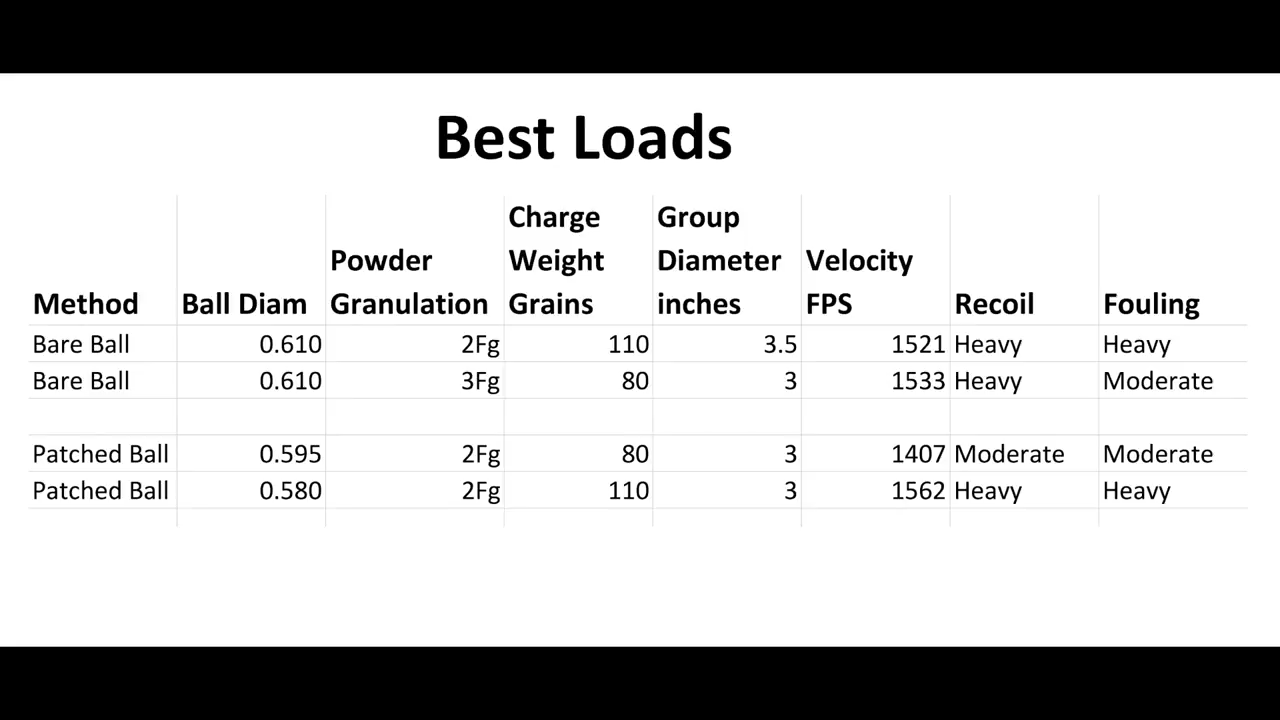 Best Loads
Charge Group
Powder Weight Diameter Velocity
Method Ball Diam Granulation Grains inches FPS Recoil Fouling
Bare Ball 0.610 2Fg 110 3.5 1521 Heavy Heavy
Bare Ball 0.610 3Fg 80 3 1533 Heavy Moderate
Patched Ball 0.595 2Fg 80 3 1407 Moderate Moderate
Patched Ball 0.580 2Fg 110 3 1562 Heavy Heavy